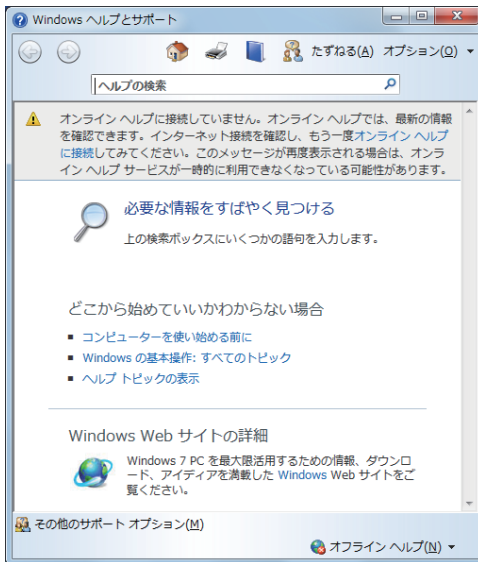 Windows ヘルプとサポート
たずねる(A) オプション(O)
ヘルプの検索
オンライン ヘルプに接続していません。オンライン ヘルプでは、最新の情報
を確認できます。インターネット接続を確認し、もう一度オンライン ヘルプ
に接続してみてください。このメッセージが再度表示される場合は、オンラ
イン ヘルプ サービスが一時的に利用できなくなっている可能性があります。
必要な情報をすばやく見つける
上の検索ボックスにいくつかの語句を入力します。
どこから始めていいかわからない場合
■ コンピューターを使い始める前に
■ Windows の基本操作: すべてのトピック
■ ヘルプ トピックの表示
Windows Web サイトの詳細
Windows 7 PC を最大限活用するための情報、ダウンロ
ード、アイディアを満載した Windows Web サイトをご
覧ください。
その他のサポート オプション(M)
オフライン ヘルプ(N)